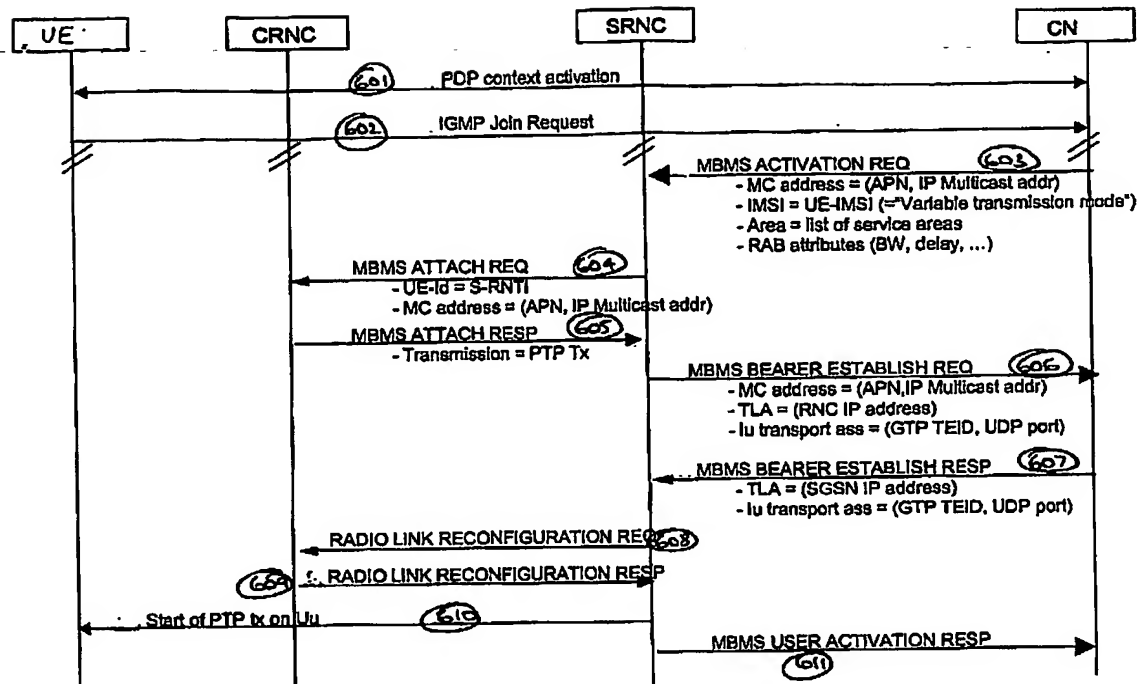 UE
CRNC
SRNC
CN
601
PDP context activation
602
IGMP Join Request
MBMS ACTIVATION REQ 603
- MC address = (APN, IP Multicast addr)
- IMSI = UE-IMSI (="Variable transmission mode")
- Area = list of service areas
- RAB attributes (BW, delay, ...)
MBMS ATTACH REQ 604
- UE-Id = S-RNTI
- MC address = (APN, IP Multicast addr)
MBMS ATTACH RESP 605
- Transmission = PTP Tx
MBMS BEARER ESTABLISH REQ 606
- MC address = (APN,IP Multicast addr)
- TLA = (RNC IP address)
- Iu transport ass = (GTP TEID, UDP port)
MBMS BEARER ESTABLISH RESP 607
- TLA = (SGSN IP address)
- Iu transport ass = (GTP TEID, UDP port)
RADIO LINK RECONFIGURATION REQ 608
609 RADIO LINK RECONFIGURATION RESP
Start of PTP tx on Uu 610
MBMS USER ACTIVATION RESP
611